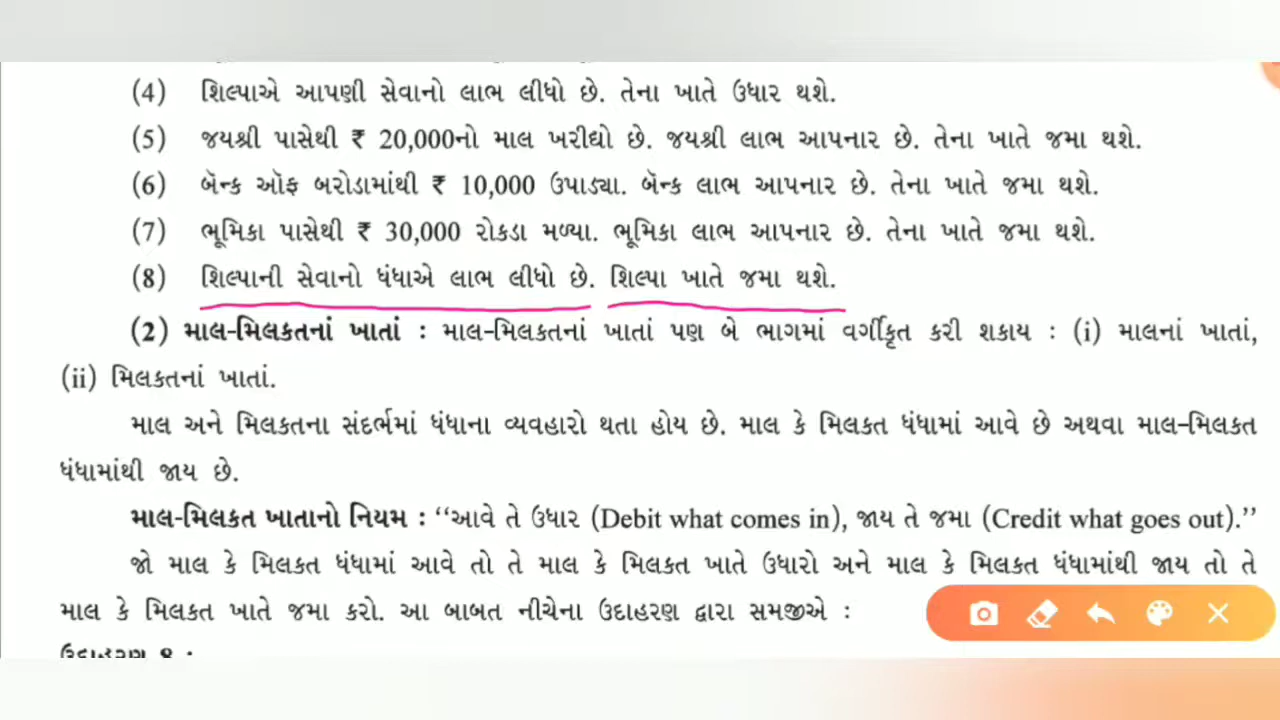 (4) શિલ્પાએ આપણી સેવાનો લાભ લીધો છે. તેના ખાતે ઉધાર થશે.
(5) જયશ્રી પાસેથી ₹ 20,000નો માલ ખરીદ્યો છે. જયશ્રી લાભ આપનાર છે. તેના ખાતે જમા થશે.
(6) બૅન્ક ઑફ બરોડામાંથી ₹ 10,000 ઉપાડ્યા. બૅન્ક લાભ આપનાર છે. તેના ખાતે જમા થશે.
(7) ભૂમિકા પાસેથી ₹ 30,000 રોકડા મળ્યા. ભૂમિકા લાભ આપનાર છે. તેના ખાતે જમા થશે.
(8) શિલ્પાની સેવાનો ધંધાએ લાભ લીધો છે. શિલ્પા ખાતે જમા થશે.
(2) માલ-મિલકતનાં ખાતાં : માલ-મિલકતનાં ખાતાં પણ બે ભાગમાં વર્ગીકૃત કરી શકાય : (i) માલનાં ખાતાં,
(ii) મિલકતનાં ખાતાં.
માલ અને મિલકતના સંદર્ભમાં ધંધાના વ્યવહારો થતા હોય છે. માલ કે મિલકત ધંધામાં આવે છે અથવા માલ-મિલકત
ધંધામાંથી જાય છે.
માલ-મિલકત ખાતાનો નિયમ : ‘‘આવે તે ઉધાર (Debit what comes in), જાય તે જમા (Credit what goes out).’’
જો માલ કે મિલકત ધંધામાં આવે તો તે માલ કે મિલકત ખાતે ઉધારો અને માલ કે મિલકત ધંધામાંથી જાય તો તે
માલ કે મિલકત ખાતે જમા કરો. આ બાબત નીચેના ઉદાહરણ દ્વારા સમજીએ :
ઉદાહરણ 8 :